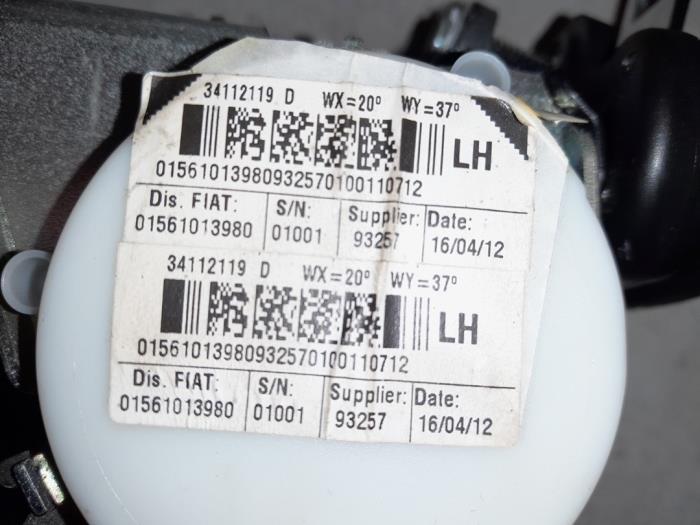 34112119 D WX=20° WY=37°
LH
01561013980932570100110712
Dis. FIAT: S/N: Supplier: Date:
01561013980 01001 93257 16/04/12
34112119 D WX=20° WY=37°
LH
01561013980932570100110712
Dis. FIAT: S/N: Supplier: Date:
01561013980 01001 93257 16/04/12